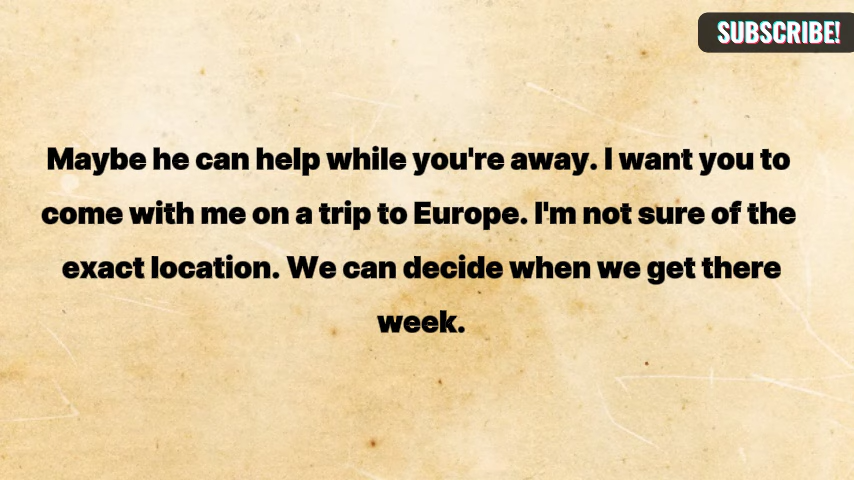 SUBSCRIBE!
Maybe he can help while you're away. I want you to
come with me on a trip to Europe. I'm not sure of the
exact location. We can decide when we get there
week.